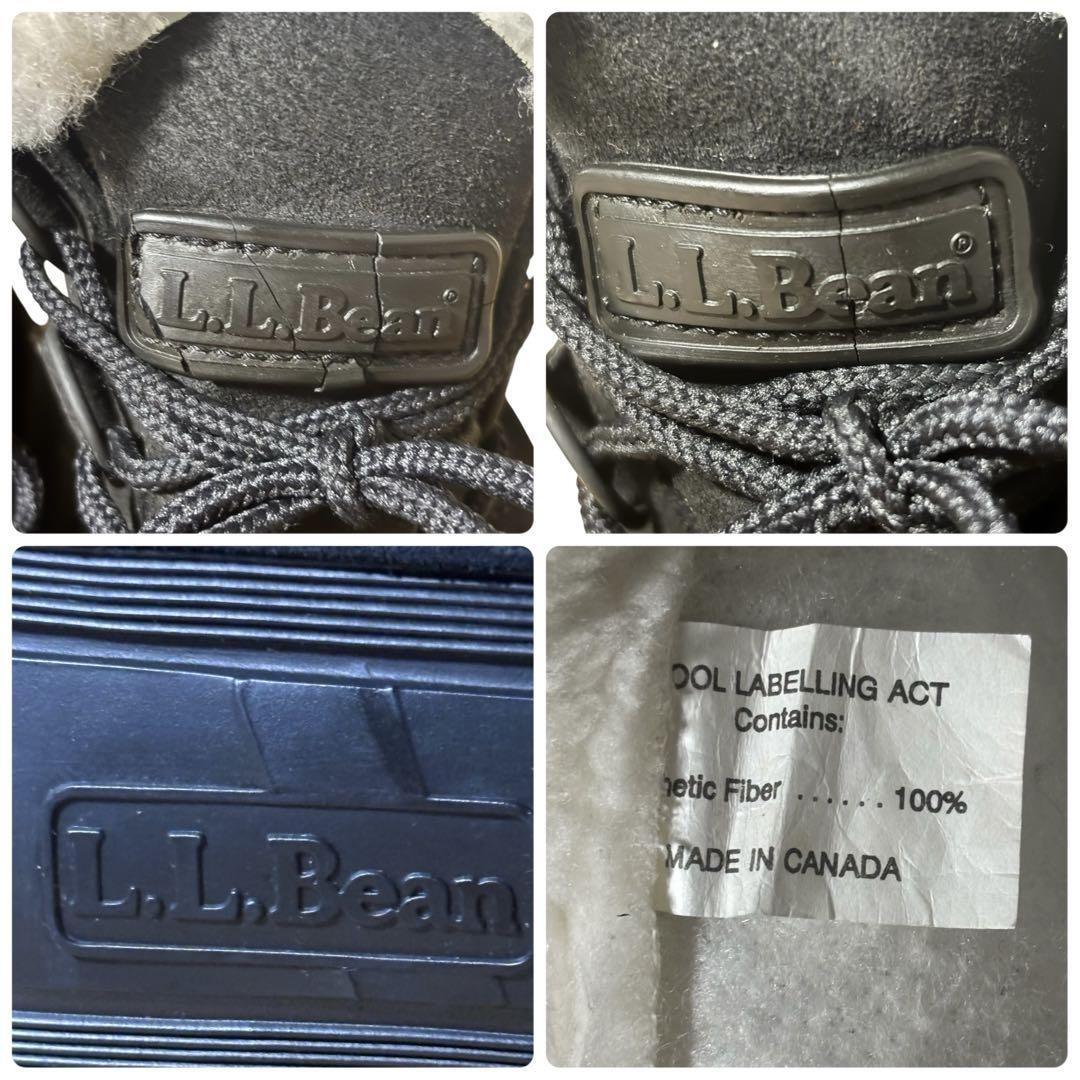 L.L.Bean®
L.L.Bean®
L.L.Bean
OOL LABELLING ACT
Contains:
hetic Fiber ...... 100%
MADE IN CANADA